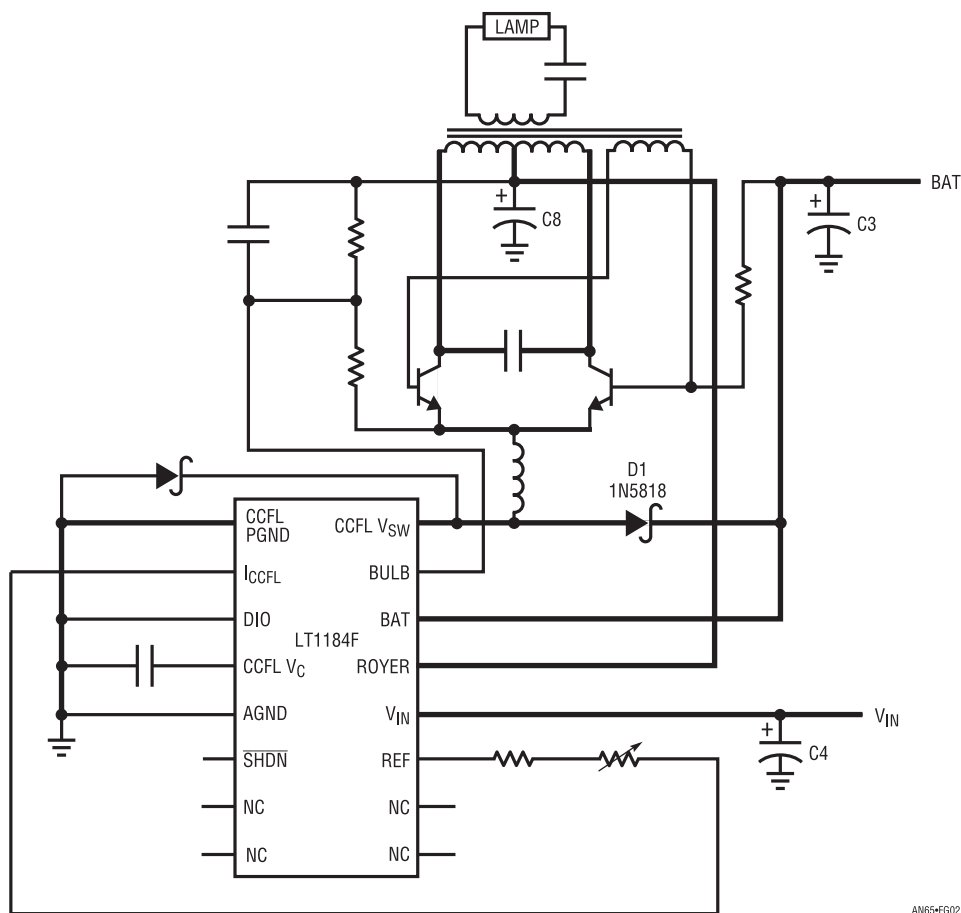 LAMP
+
C8
+
C3
BAT
D1
1N5818
CCFL
PGND
CCFL VSW
ICCFL
BULB
DIO
BAT
LT1184F
CCFL VC
ROYER
AGND
VIN
VIN
+
C4
SHDN
REF
NC
NC
NC
NC
AN65•FG02